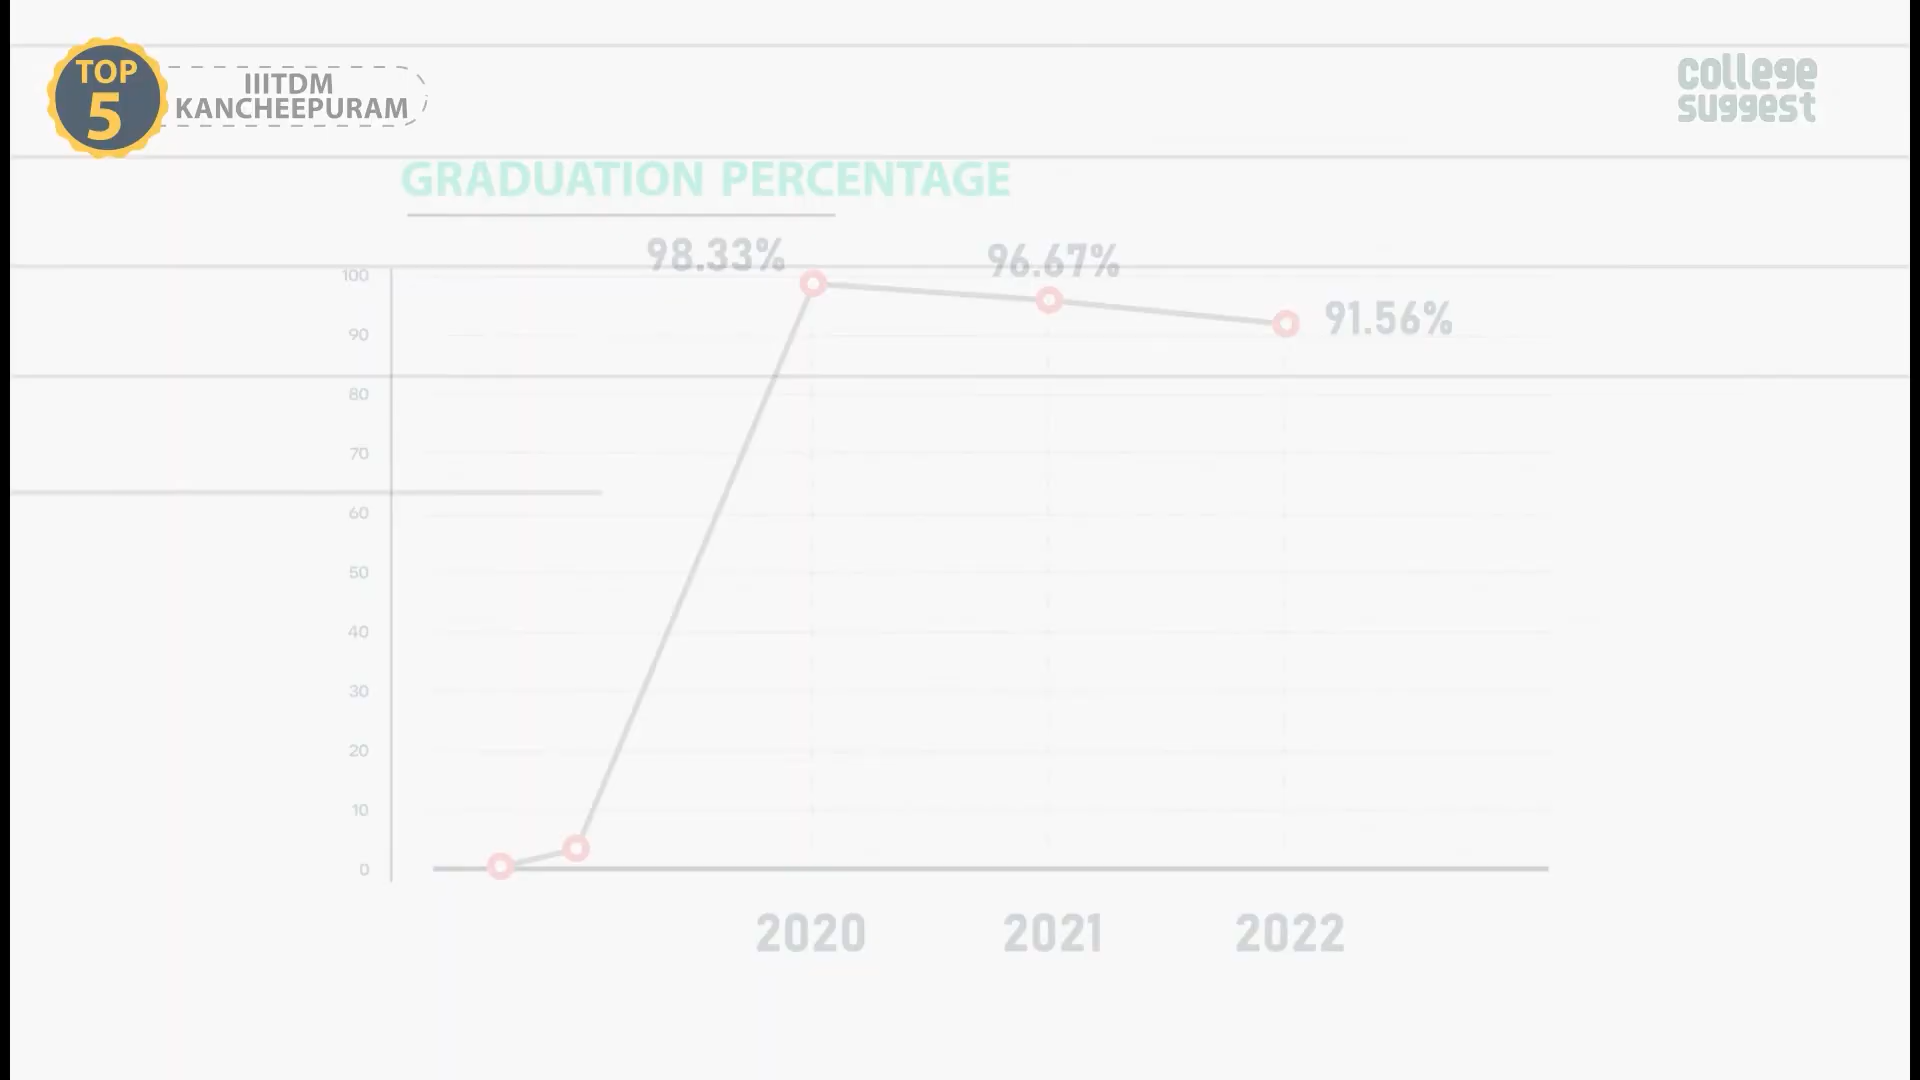 TOP
5
IIITDM
KANCHEEPURAM
college
suggest
GRADUATION PERCENTAGE
98.33%
96.67%
91.56%
100
90
80
70
60
50
40
30
20
10
0
2020 2021 2022